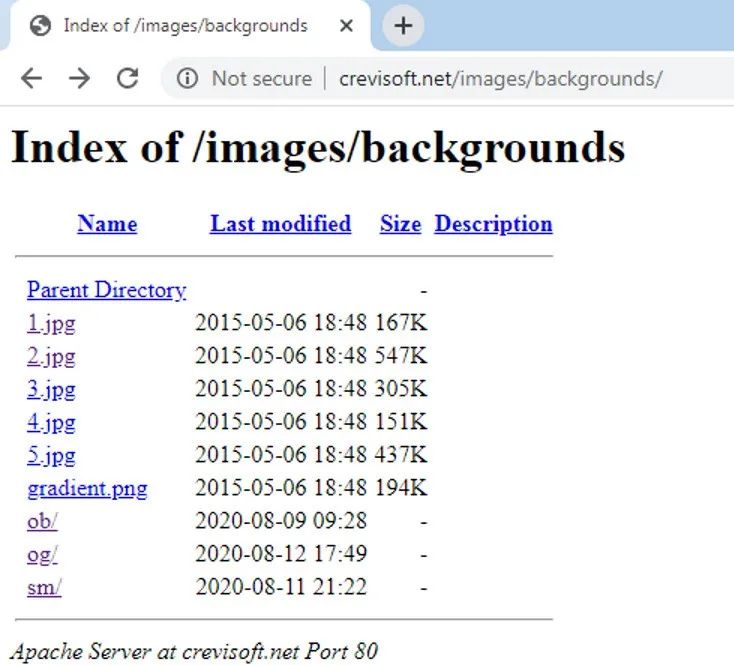 Index of /images/backgrounds
Not secure | crevisoft.net/images/backgrounds/
Index of /images/backgrounds
Name Last modified Size Description
Parent Directory -
1.jpg 2015-05-06 18:48 167K
2.jpg 2015-05-06 18:48 547K
3.jpg 2015-05-06 18:48 305K
4.jpg 2015-05-06 18:48 151K
5.jpg 2015-05-06 18:48 437K
gradient.png 2015-05-06 18:48 194K
ob/ 2020-08-09 09:28 -
og/ 2020-08-12 17:49 -
sm/ 2020-08-11 21:22 -
Apache Server at crevisoft.net Port 80